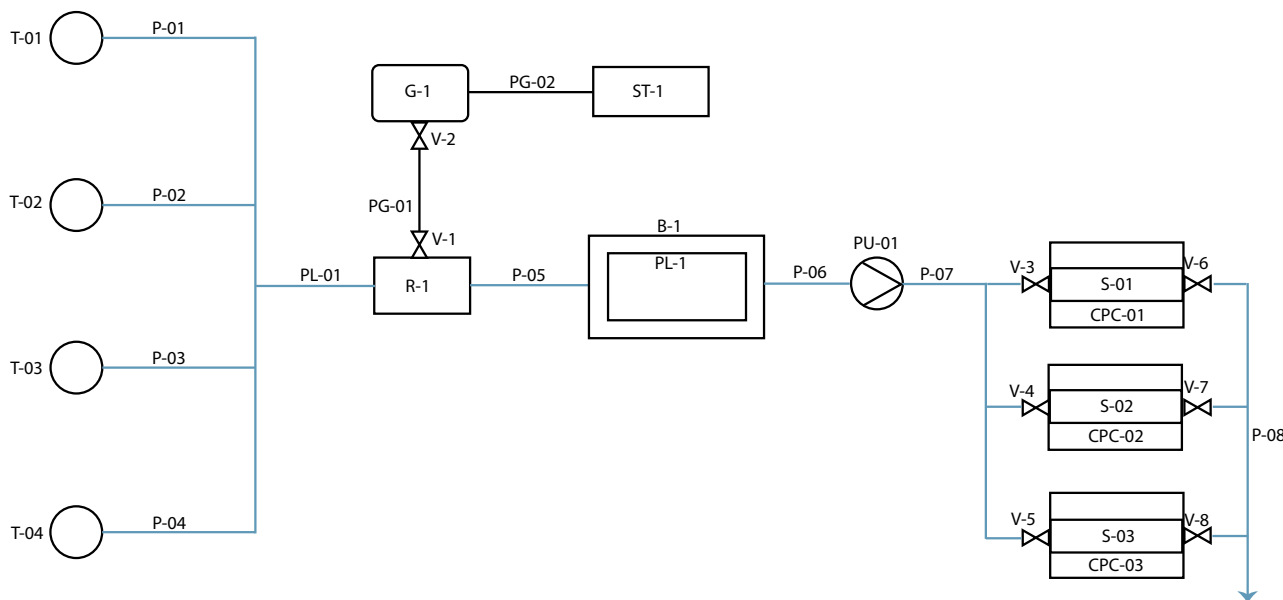 T-01
P-01
G-1
PG-02
ST-1
V-2
T-02
P-02
PG-01
V-1
B-1
PL-1
PU-01
PL-01
R-1
P-05
P-06
P-07
V-3
S-01
V-6
CPC-01
T-03
P-03
V-4
S-02
V-7
CPC-02
P-08
T-04
P-04
V-5
S-03
V-8
CPC-03